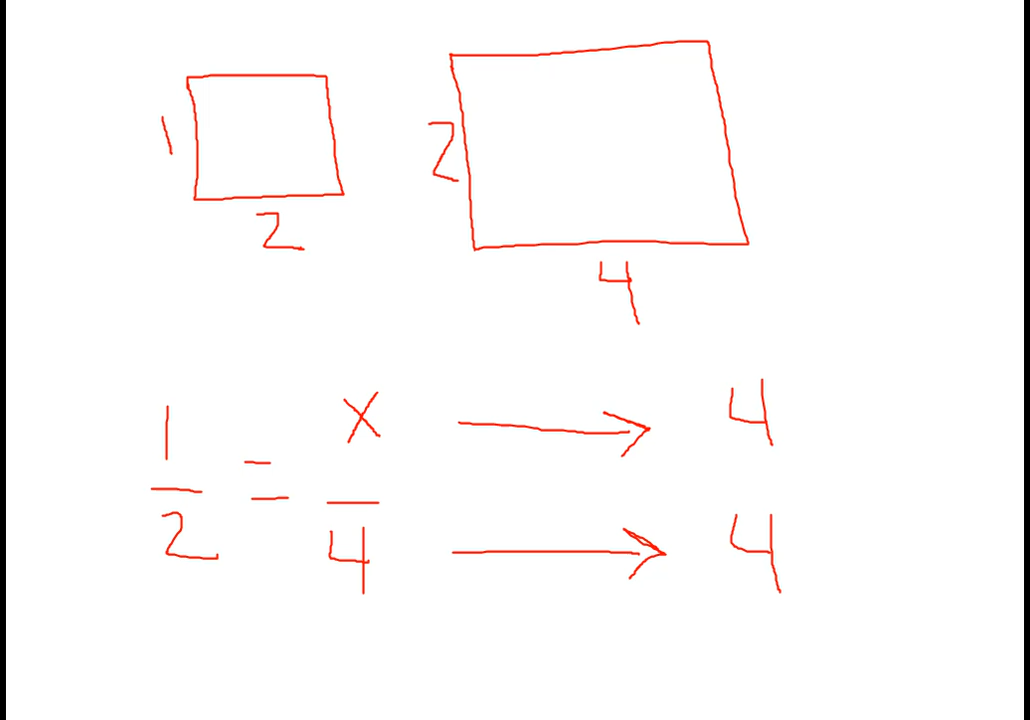 1 2
2 4
1 = x → 4
2 4 → 4